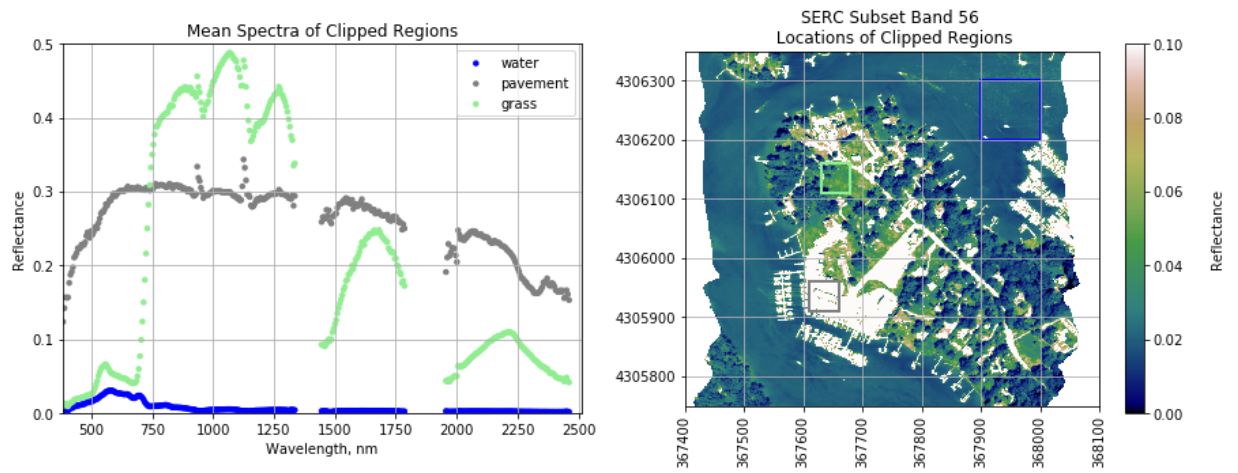 Mean Spectra of Clipped Regions
0.5
0.4
0.3
0.2
0.1
0.0
Reflectance
water
pavement
grass
500 750 1000 1250 1500 1750 2000 2250 2500
Wavelength, nm
SERC Subset Band 56
Locations of Clipped Regions
4306300
4306200
4306100
4306000
4305900
4305800
367400 367500 367600 367700 367800 367900 368000 368100
0.10
0.08
0.06
0.04
0.02
0.00
Reflectance